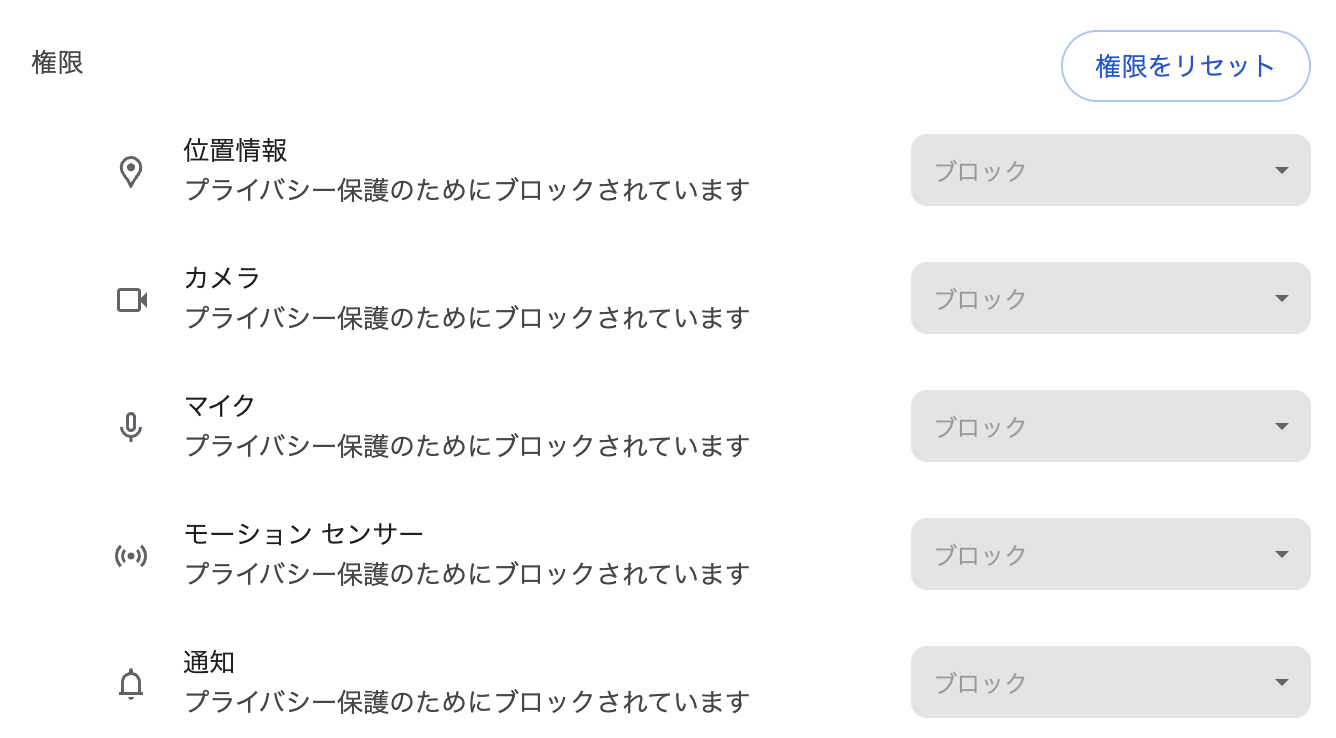 権限
権限をリセット
位置情報
プライバシー保護のためにブロックされています
ブロック
カメラ
プライバシー保護のためにブロックされています
ブロック
マイク
プライバシー保護のためにブロックされています
ブロック
モーション センサー
プライバシー保護のためにブロックされています
ブロック
通知
プライバシー保護のためにブロックされています
ブロック